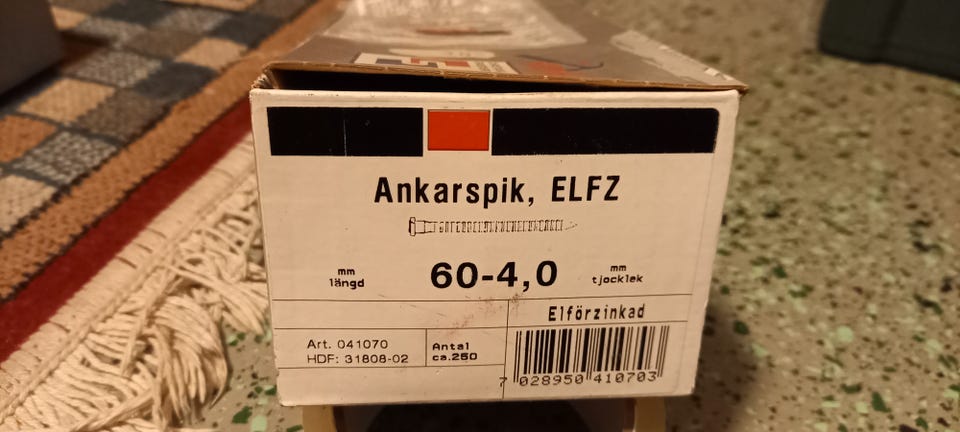 Ankarspik, ELFZ
mm
längd
60-4,0
mm
tjocklek
Elförzinkad
Art. 041070
HDF: 31808-02
Antal
ca.250
7 028950 410703